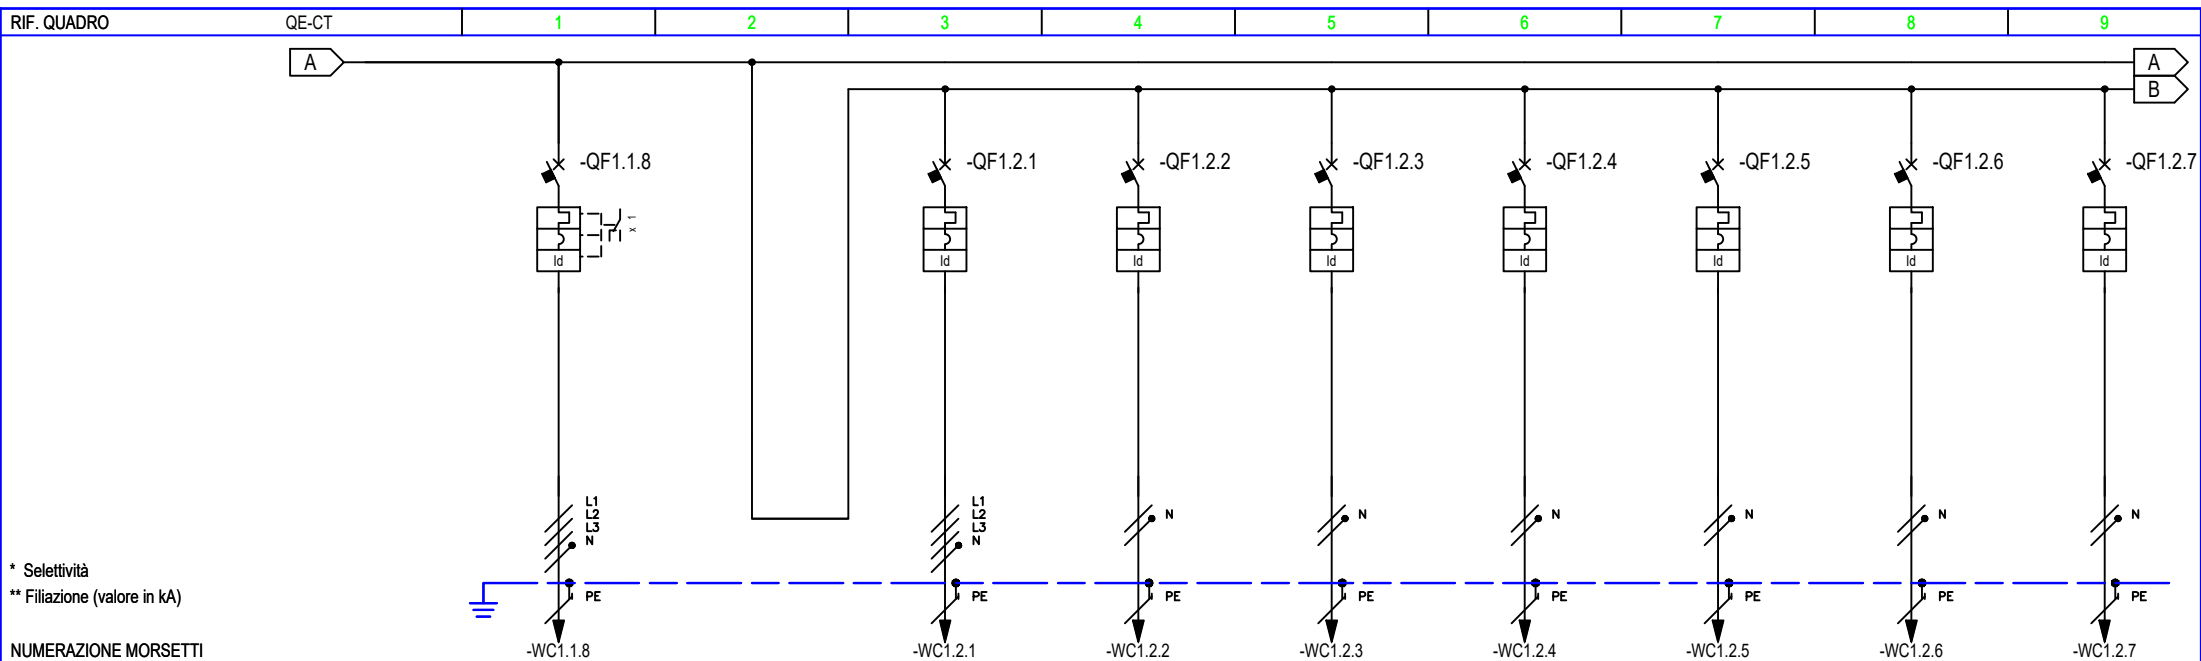 RIF. QUADRO QE-CT 1 2 3 4 5 6 7 8 9
A A
B
-QF1.1.8 -QF1.2.1 -QF1.2.2 -QF1.2.3 -QF1.2.4 -QF1.2.5 -QF1.2.6 -QF1.2.7
x 1
Id Id Id Id Id Id Id Id
L1 L1
L2 L2
L3 L3
N N
N N N N N N
* Selettività
** Filiazione (valore in kA)
PE PE PE PE PE PE PE PE
NUMERAZIONE MORSETTI -WC1.1.8 -WC1.2.1 -WC1.2.2 -WC1.2.3 -WC1.2.4 -WC1.2.5 -WC1.2.6 -WC1.2.7